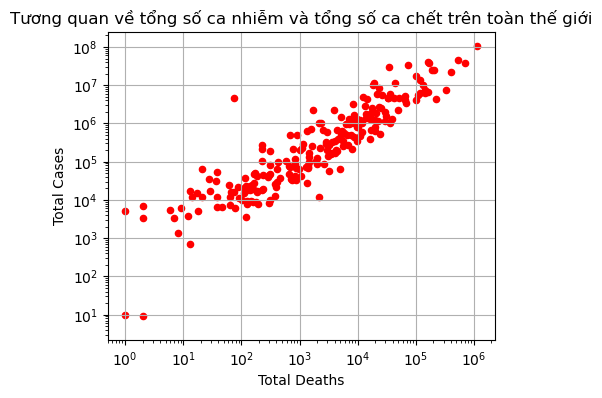 Tương quan về tổng số ca nhiễm và tổng số ca chết trên toàn thế giới
Total Cases
10⁸
10⁷
10⁶
10⁵
10⁴
10³
10²
10¹
10⁰ 10¹ 10² 10³ 10⁴ 10⁵ 10⁶
Total Deaths